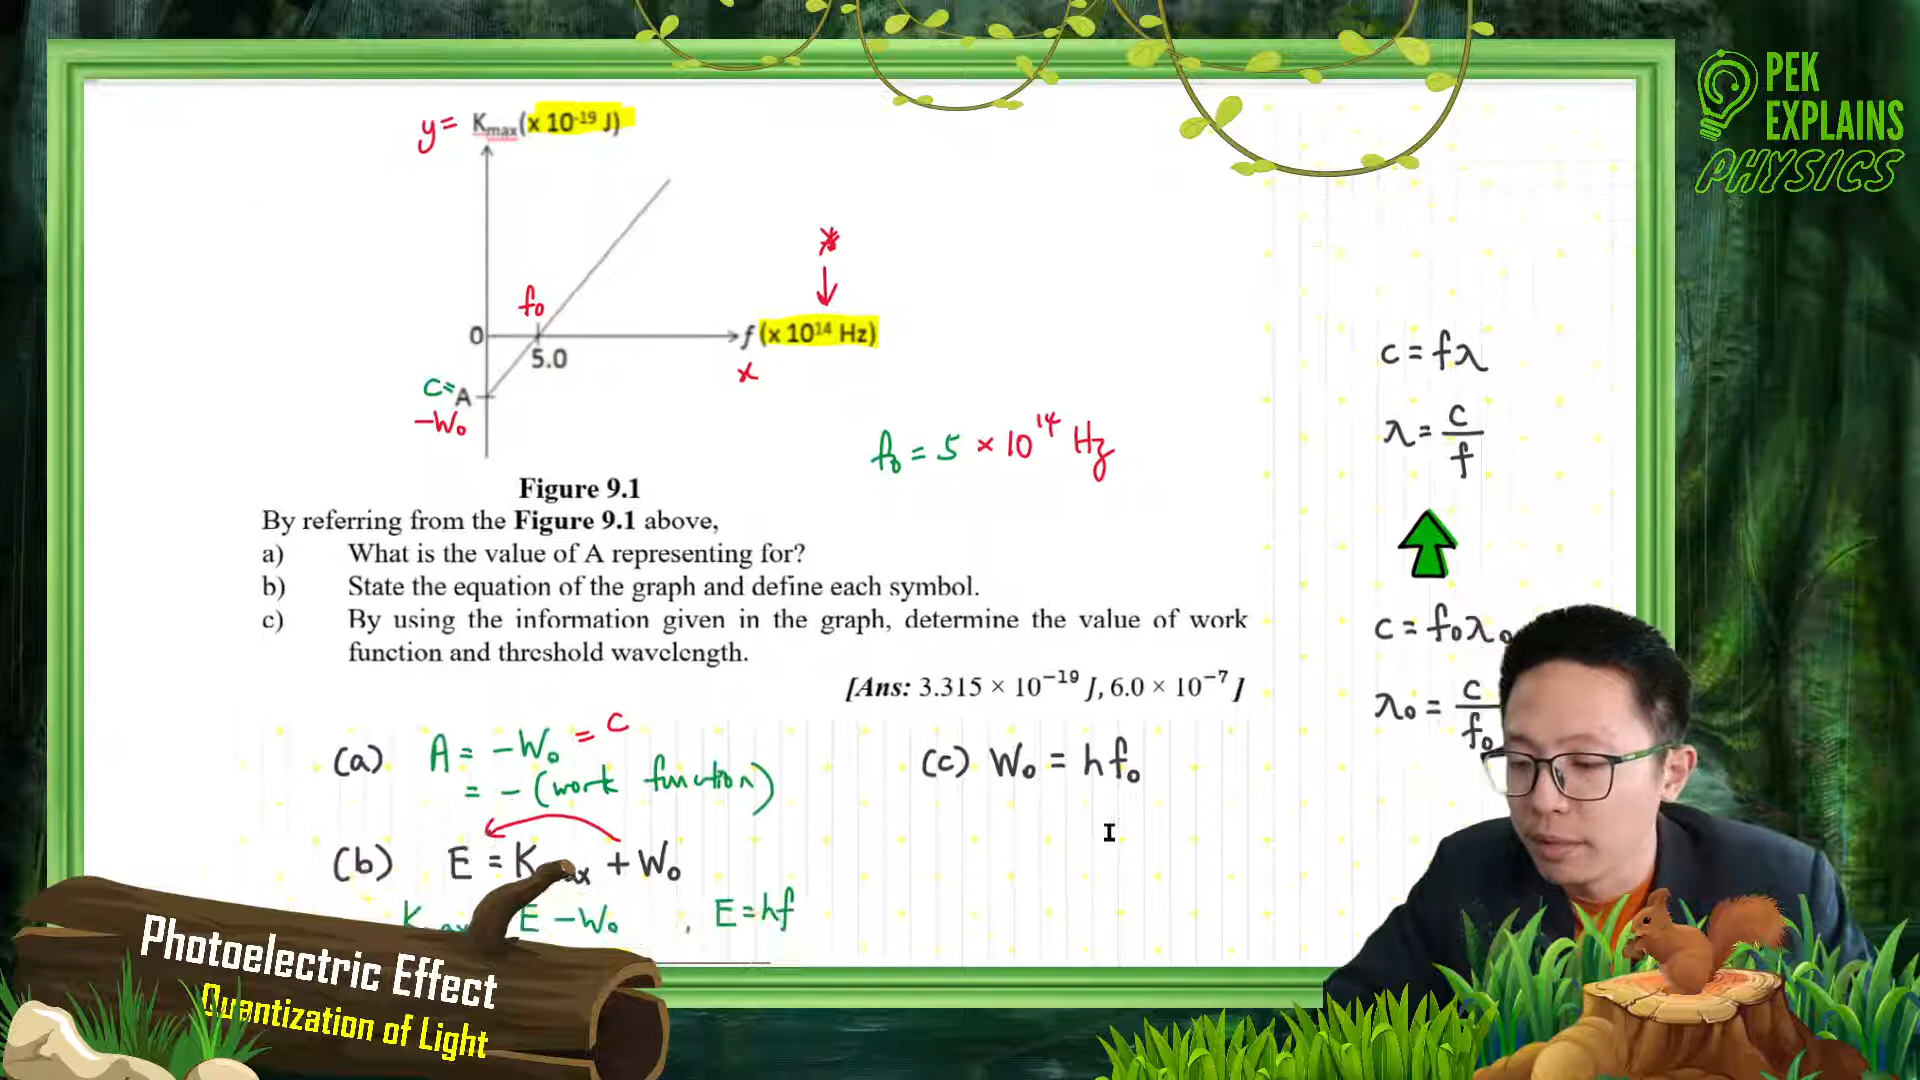 PEK
EXPLAINS
PHYSICS
y = Kmax (x 10⁻¹⁹ J)
*
↓
f₀
0
5.0
f (x 10¹⁴ Hz)
x
c = A
-W₀
f₀ = 5 × 10¹⁴ Hz
Figure 9.1
By referring from the Figure 9.1 above,
a) What is the value of A representing for?
b) State the equation of the graph and define each symbol.
c) By using the information given in the graph, determine the value of work
function and threshold wavelength.
[Ans: 3.315 × 10⁻¹⁹ J, 6.0 × 10⁻⁷]
(a) A = -W₀ = c
= - (work function)
(b) E = Kmax + W₀
E - W₀ , E = hf
(c) W₀ = hf₀
c = fλ
λ = c/f
c = f₀λ₀
λ₀ = c/f₀
Photoelectric Effect
Quantization of Light